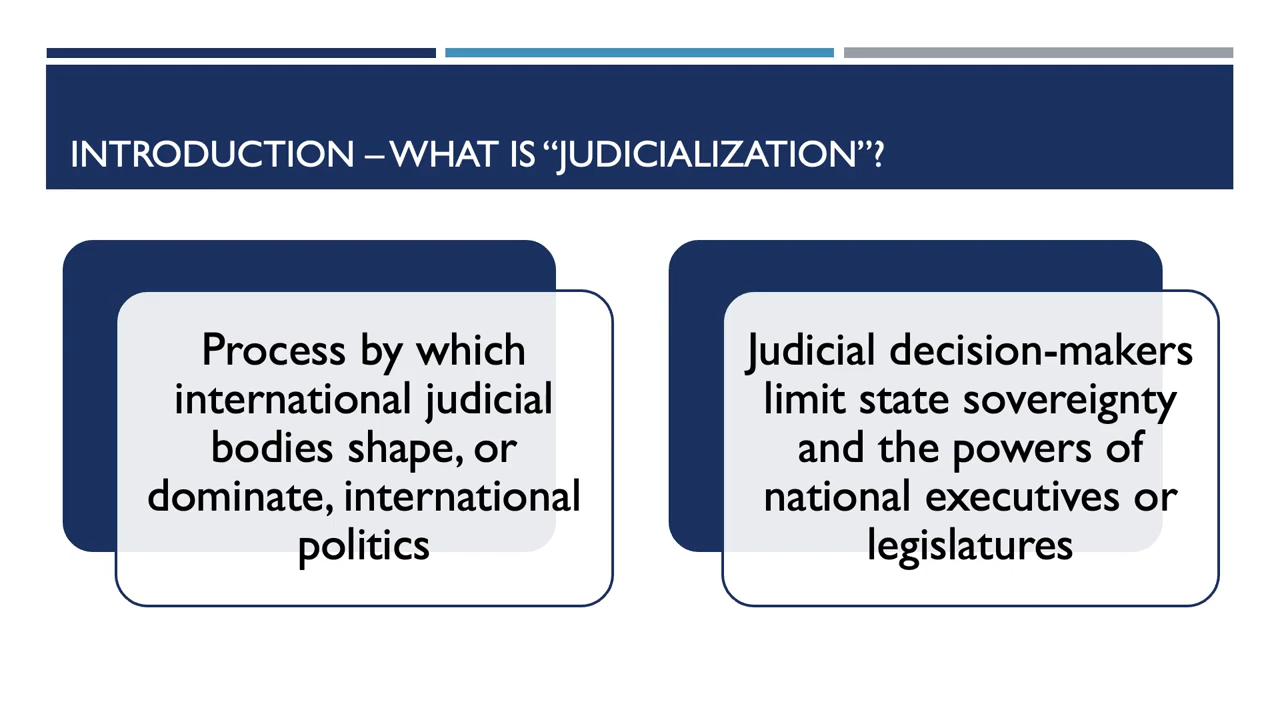 INTRODUCTION – WHAT IS “JUDICIALIZATION”?
Process by which
international judicial
bodies shape, or
dominate, international
politics
Judicial decision-makers
limit state sovereignty
and the powers of
national executives or
legislatures